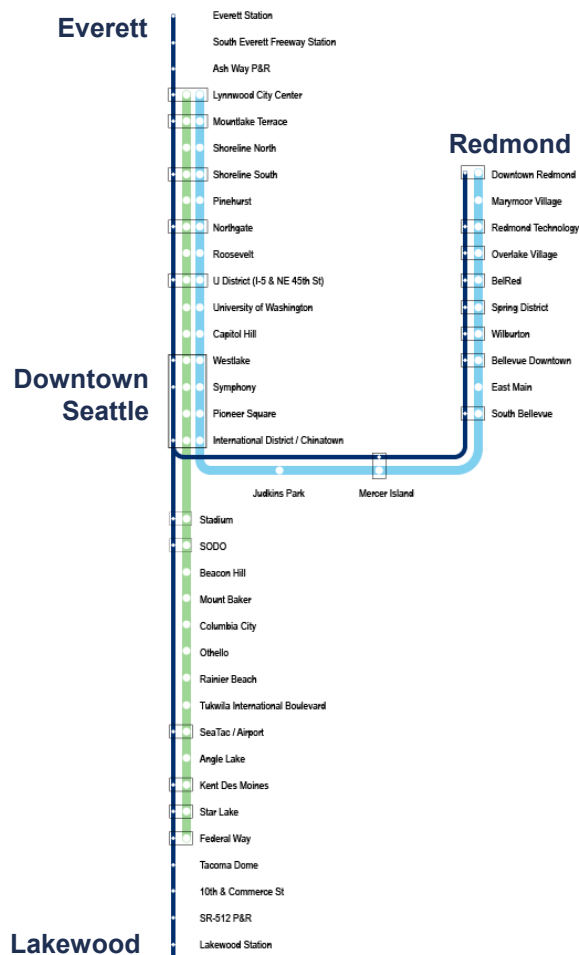 Everett
Everett Station
South Everett Freeway Station
Ash Way P&R
Lynnwood City Center
Mountlake Terrace
Shoreline North
Shoreline South
Pinehurst
Northgate
Roosevelt
U District (I-5 & NE 45th St)
University of Washington
Capitol Hill
Downtown
Seattle
Westlake
Symphony
Pioneer Square
International District / Chinatown
Redmond
Downtown Redmond
Marymoor Village
Redmond Technology
Overlake Village
BelRed
Spring District
Wilburton
Bellevue Downtown
East Main
South Bellevue
Judkins Park
Mercer Island
Stadium
SODO
Beacon Hill
Mount Baker
Columbia City
Othello
Rainier Beach
Tukwila International Boulevard
SeaTac / Airport
Angle Lake
Kent Des Moines
Star Lake
Federal Way
Tacoma Dome
10th & Commerce St
SR-512 P&R
Lakewood
Lakewood Station